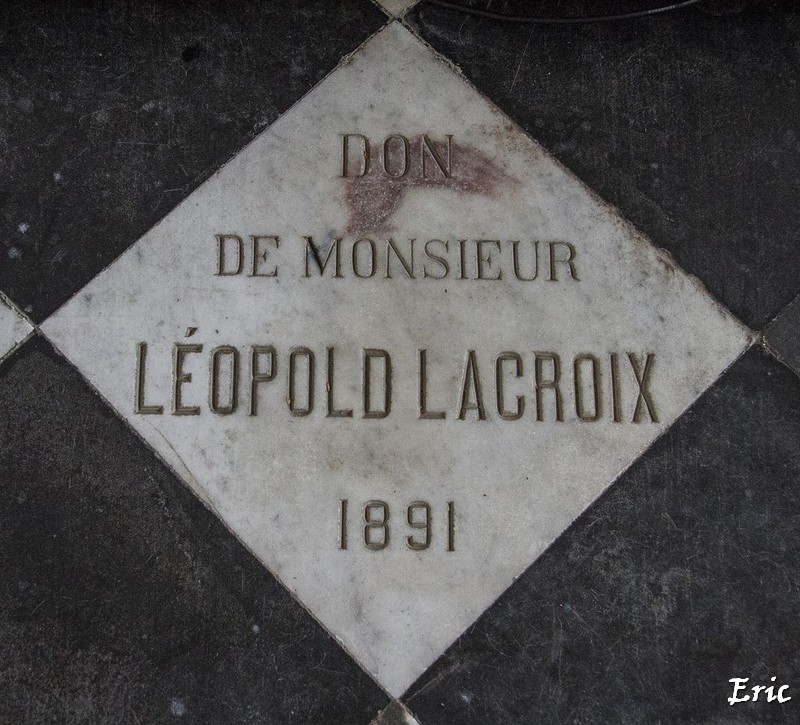 DON
DE MONSIEUR
LÉOPOLD LACROIX
1891
Eric